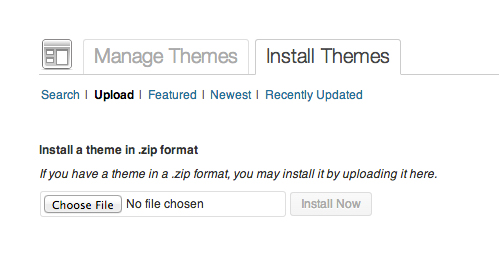 Manage Themes Install Themes
Search | Upload | Featured | Newest | Recently Updated
Install a theme in .zip format
If you have a theme in a .zip format, you may install it by uploading it here.
Choose File No file chosen Install Now